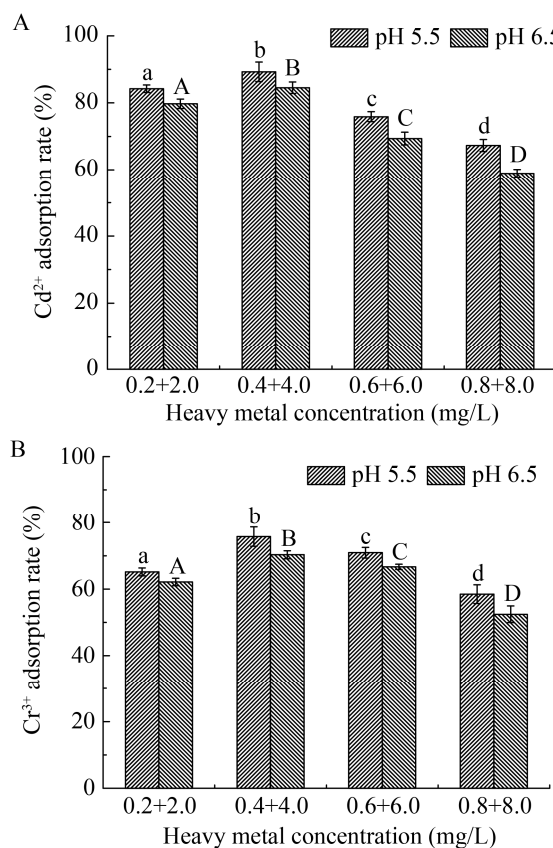 A
100
80
60
40
20
0
Cd²⁺ adsorption rate (%)
pH 5.5 pH 6.5
a A b B c C d D
0.2+2.0 0.4+4.0 0.6+6.0 0.8+8.0
Heavy metal concentration (mg/L)
B
100
80
60
40
20
0
Cr³⁺ adsorption rate (%)
pH 5.5 pH 6.5
a A b B c C d D
0.2+2.0 0.4+4.0 0.6+6.0 0.8+8.0
Heavy metal concentration (mg/L)